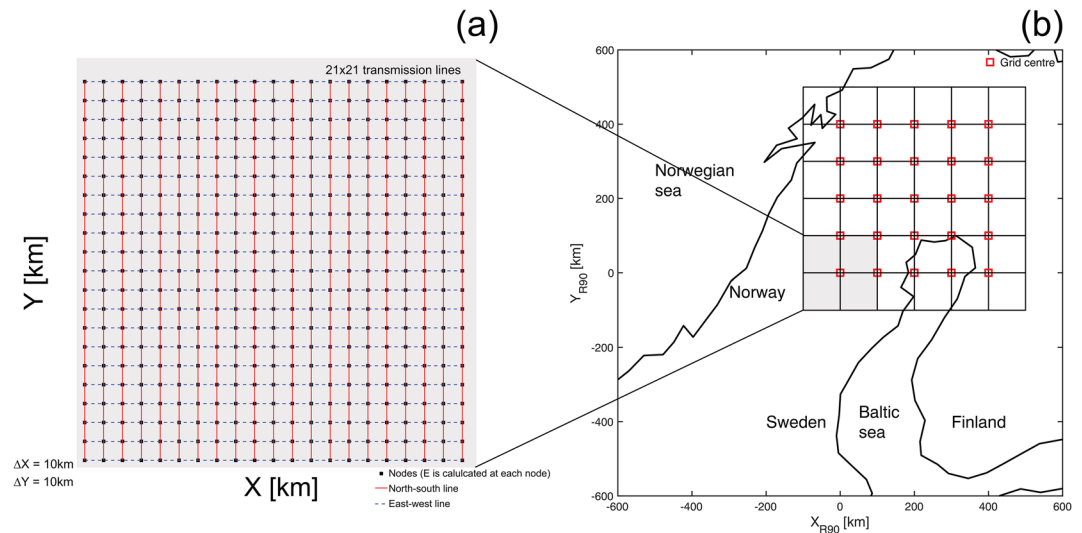 (a)
21x21 transmission lines
Y [km]
ΔX = 10km
ΔY = 10km
X [km]
Nodes (E is calulcated at each node)
North-south line
East-west line
(b)
600
400
200
0
-200
-400
-600
Y_R90 [km]
Grid centre
Norwegian
sea
Norway
Sweden
Baltic
sea
Finland
-600 -400 -200 0 200 400 600
X_R90 [km]